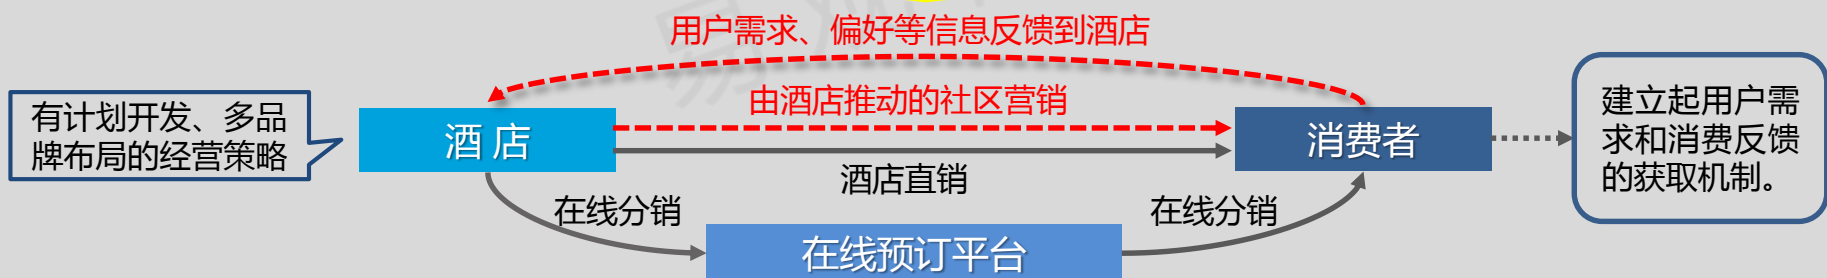 用户需求、偏好等信息反馈到酒店
由酒店推动的社区营销
有计划开发、多品
牌布局的经营策略
酒店
消费者
建立起用户需
求和消费反馈
的获取机制。
酒店直销
在线分销
在线分销
在线预订平台